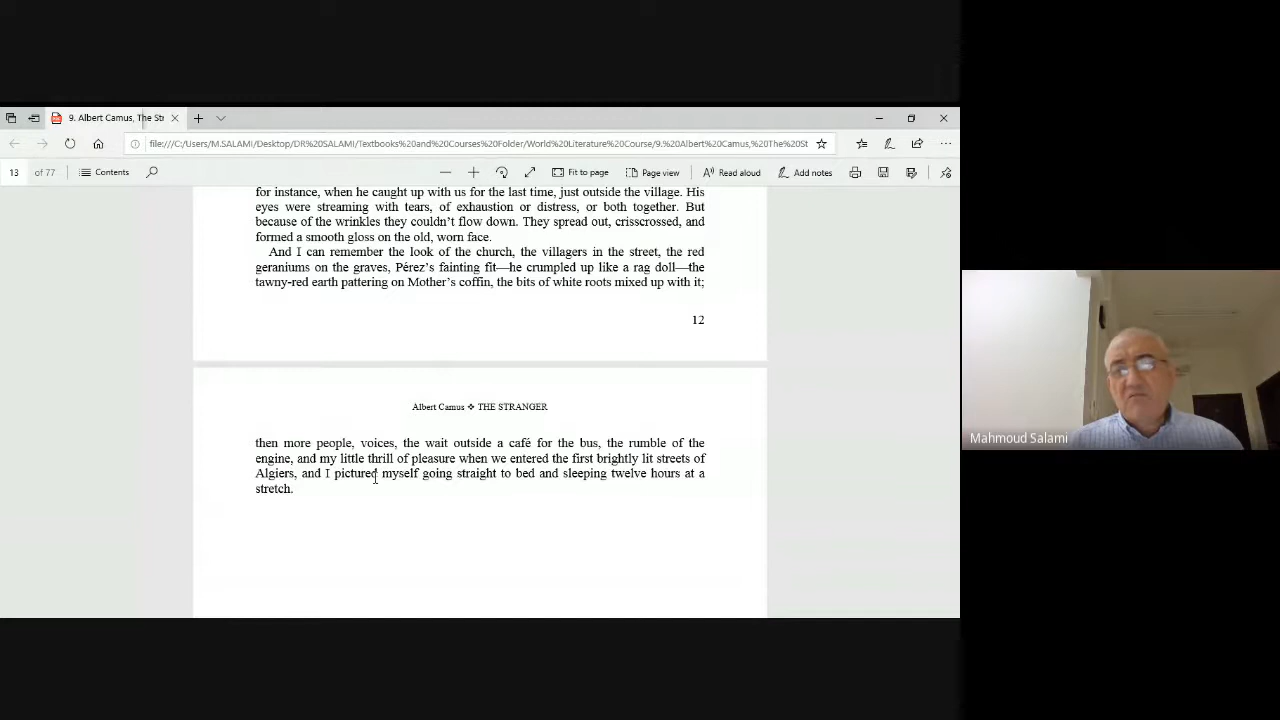 9. Albert Camus, The Str
file:///C:/Users/M.SALAMI/Desktop/DR%20SALAMI/Textbooks%20and%20Courses%20Folder/World%20Literature%20Course/9.%20Albert%20Camus,%20The%20St
13 of 77 Contents Fit to page Page view Read aloud Add notes
for instance, when he caught up with us for the last time, just outside the village. His
eyes were streaming with tears, of exhaustion or distress, or both together. But
because of the wrinkles they couldn’t flow down. They spread out, crisscrossed, and
formed a smooth gloss on the old, worn face.
And I can remember the look of the church, the villagers in the street, the red
geraniums on the graves, Pérez’s fainting fit—he crumpled up like a rag doll—the
tawny-red earth pattering on Mother’s coffin, the bits of white roots mixed up with it;
12
Albert Camus ❖ THE STRANGER
then more people, voices, the wait outside a café for the bus, the rumble of the
engine, and my little thrill of pleasure when we entered the first brightly lit streets of
Algiers, and I pictured myself going straight to bed and sleeping twelve hours at a
stretch.
Mahmoud Salami